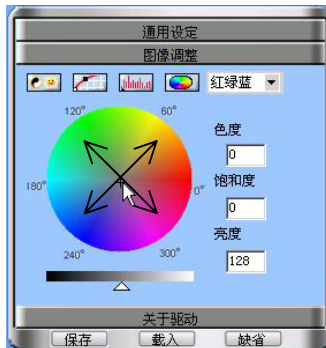 通用设定
图像调整
红绿蓝
120°
60°
色度
0
180°
0°
饱和度
0
亮度
240°
300°
128
关于驱动
保存
載入
缺省